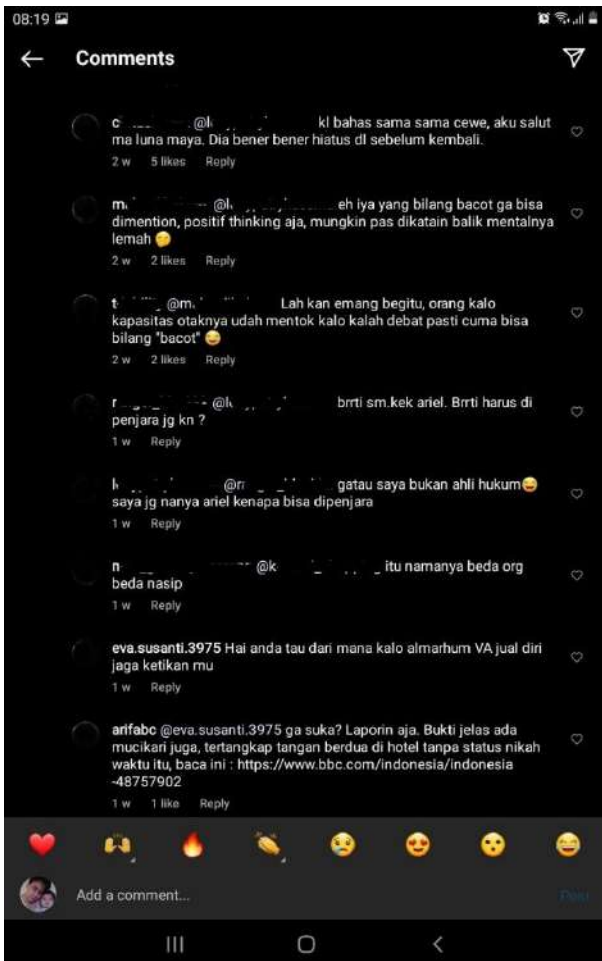 08:19
Comments
kl bahas sama sama cewe, aku salut
ma luna maya. Dia bener bener hiatus dl sebelum kembali.
2 w 5 likes Reply
eh iya yang bilang bacot ga bisa
dimention, positif thinking aja, mungkin pas dikatain balik mentalnya
lemah
2 w 2 likes Reply
Lah kan emang begitu, orang kalo
kapasitas otaknya udah mentok kalo kalah debat pasti cuma bisa
bilang "bacot"
2 w 2 likes Reply
brrti sm.kek ariel. Brrti harus di
penjara jg kn ?
1 w Reply
gatau saya bukan ahli hukum
saya jg nanya ariel kenapa bisa dipenjara
1 w Reply
itu namanya beda org
beda nasip
1 w Reply
eva.susanti.3975 Hai anda tau dari mana kalo almarhum VA jual diri
jaga ketikan mu
1 w Reply
arifabc @eva.susanti.3975 ga suka? Laporin aja. Bukti jelas ada
mucikari juga, tertangkap tangan berdua di hotel tanpa status nikah
waktu itu, baca ini : https://www.bbc.com/indonesia/indonesia
-48757902
1 w 1 like Reply
Add a comment...
Post